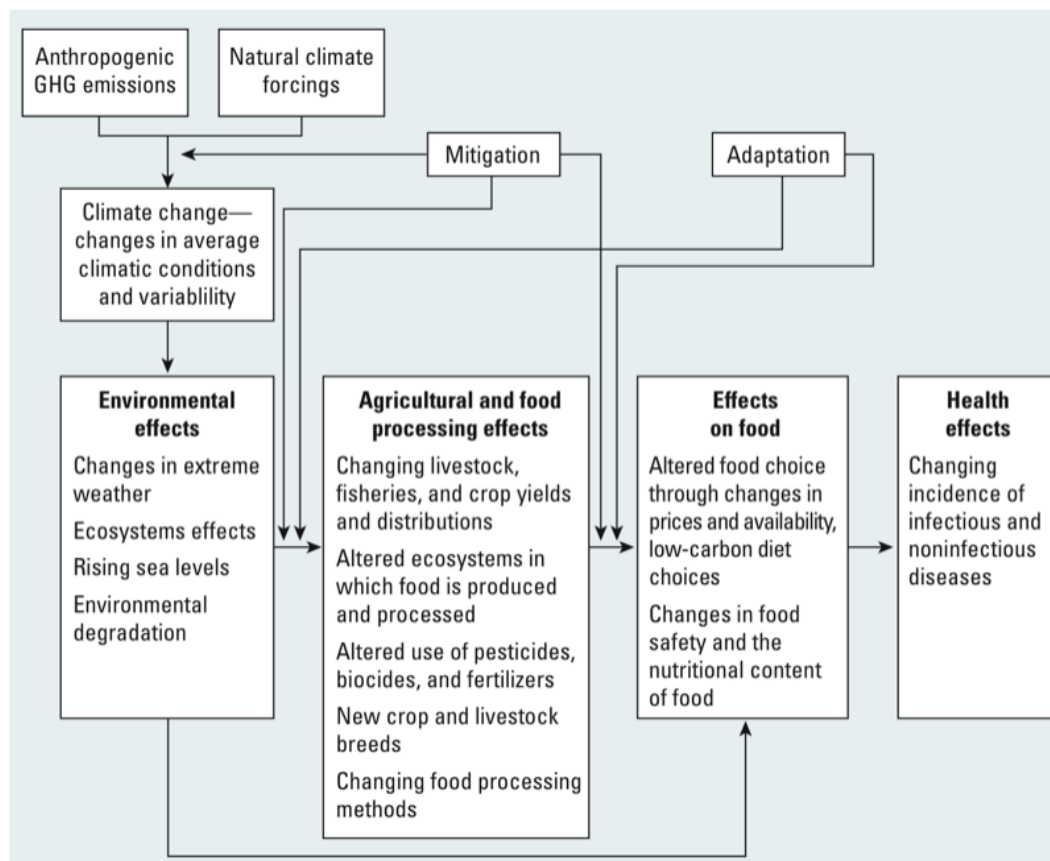 Anthropogenic
GHG emissions
Natural climate
forcings
Mitigation
Adaptation
Climate change—
changes in average
climatic conditions
and variablility
Environmental
effects
Changes in extreme
weather
Ecosystems effects
Rising sea levels
Environmental
degradation
Agricultural and food
processing effects
Changing livestock,
fisheries, and crop yields
and distributions
Altered ecosystems in
which food is produced
and processed
Altered use of pesticides,
biocides, and fertilizers
New crop and livestock
breeds
Changing food processing
methods
Effects
on food
Altered food choice
through changes in
prices and availability,
low-carbon diet
choices
Changes in food
safety and the
nutritional content
of food
Health
effects
Changing
incidence of
infectious and
noninfectious
diseases